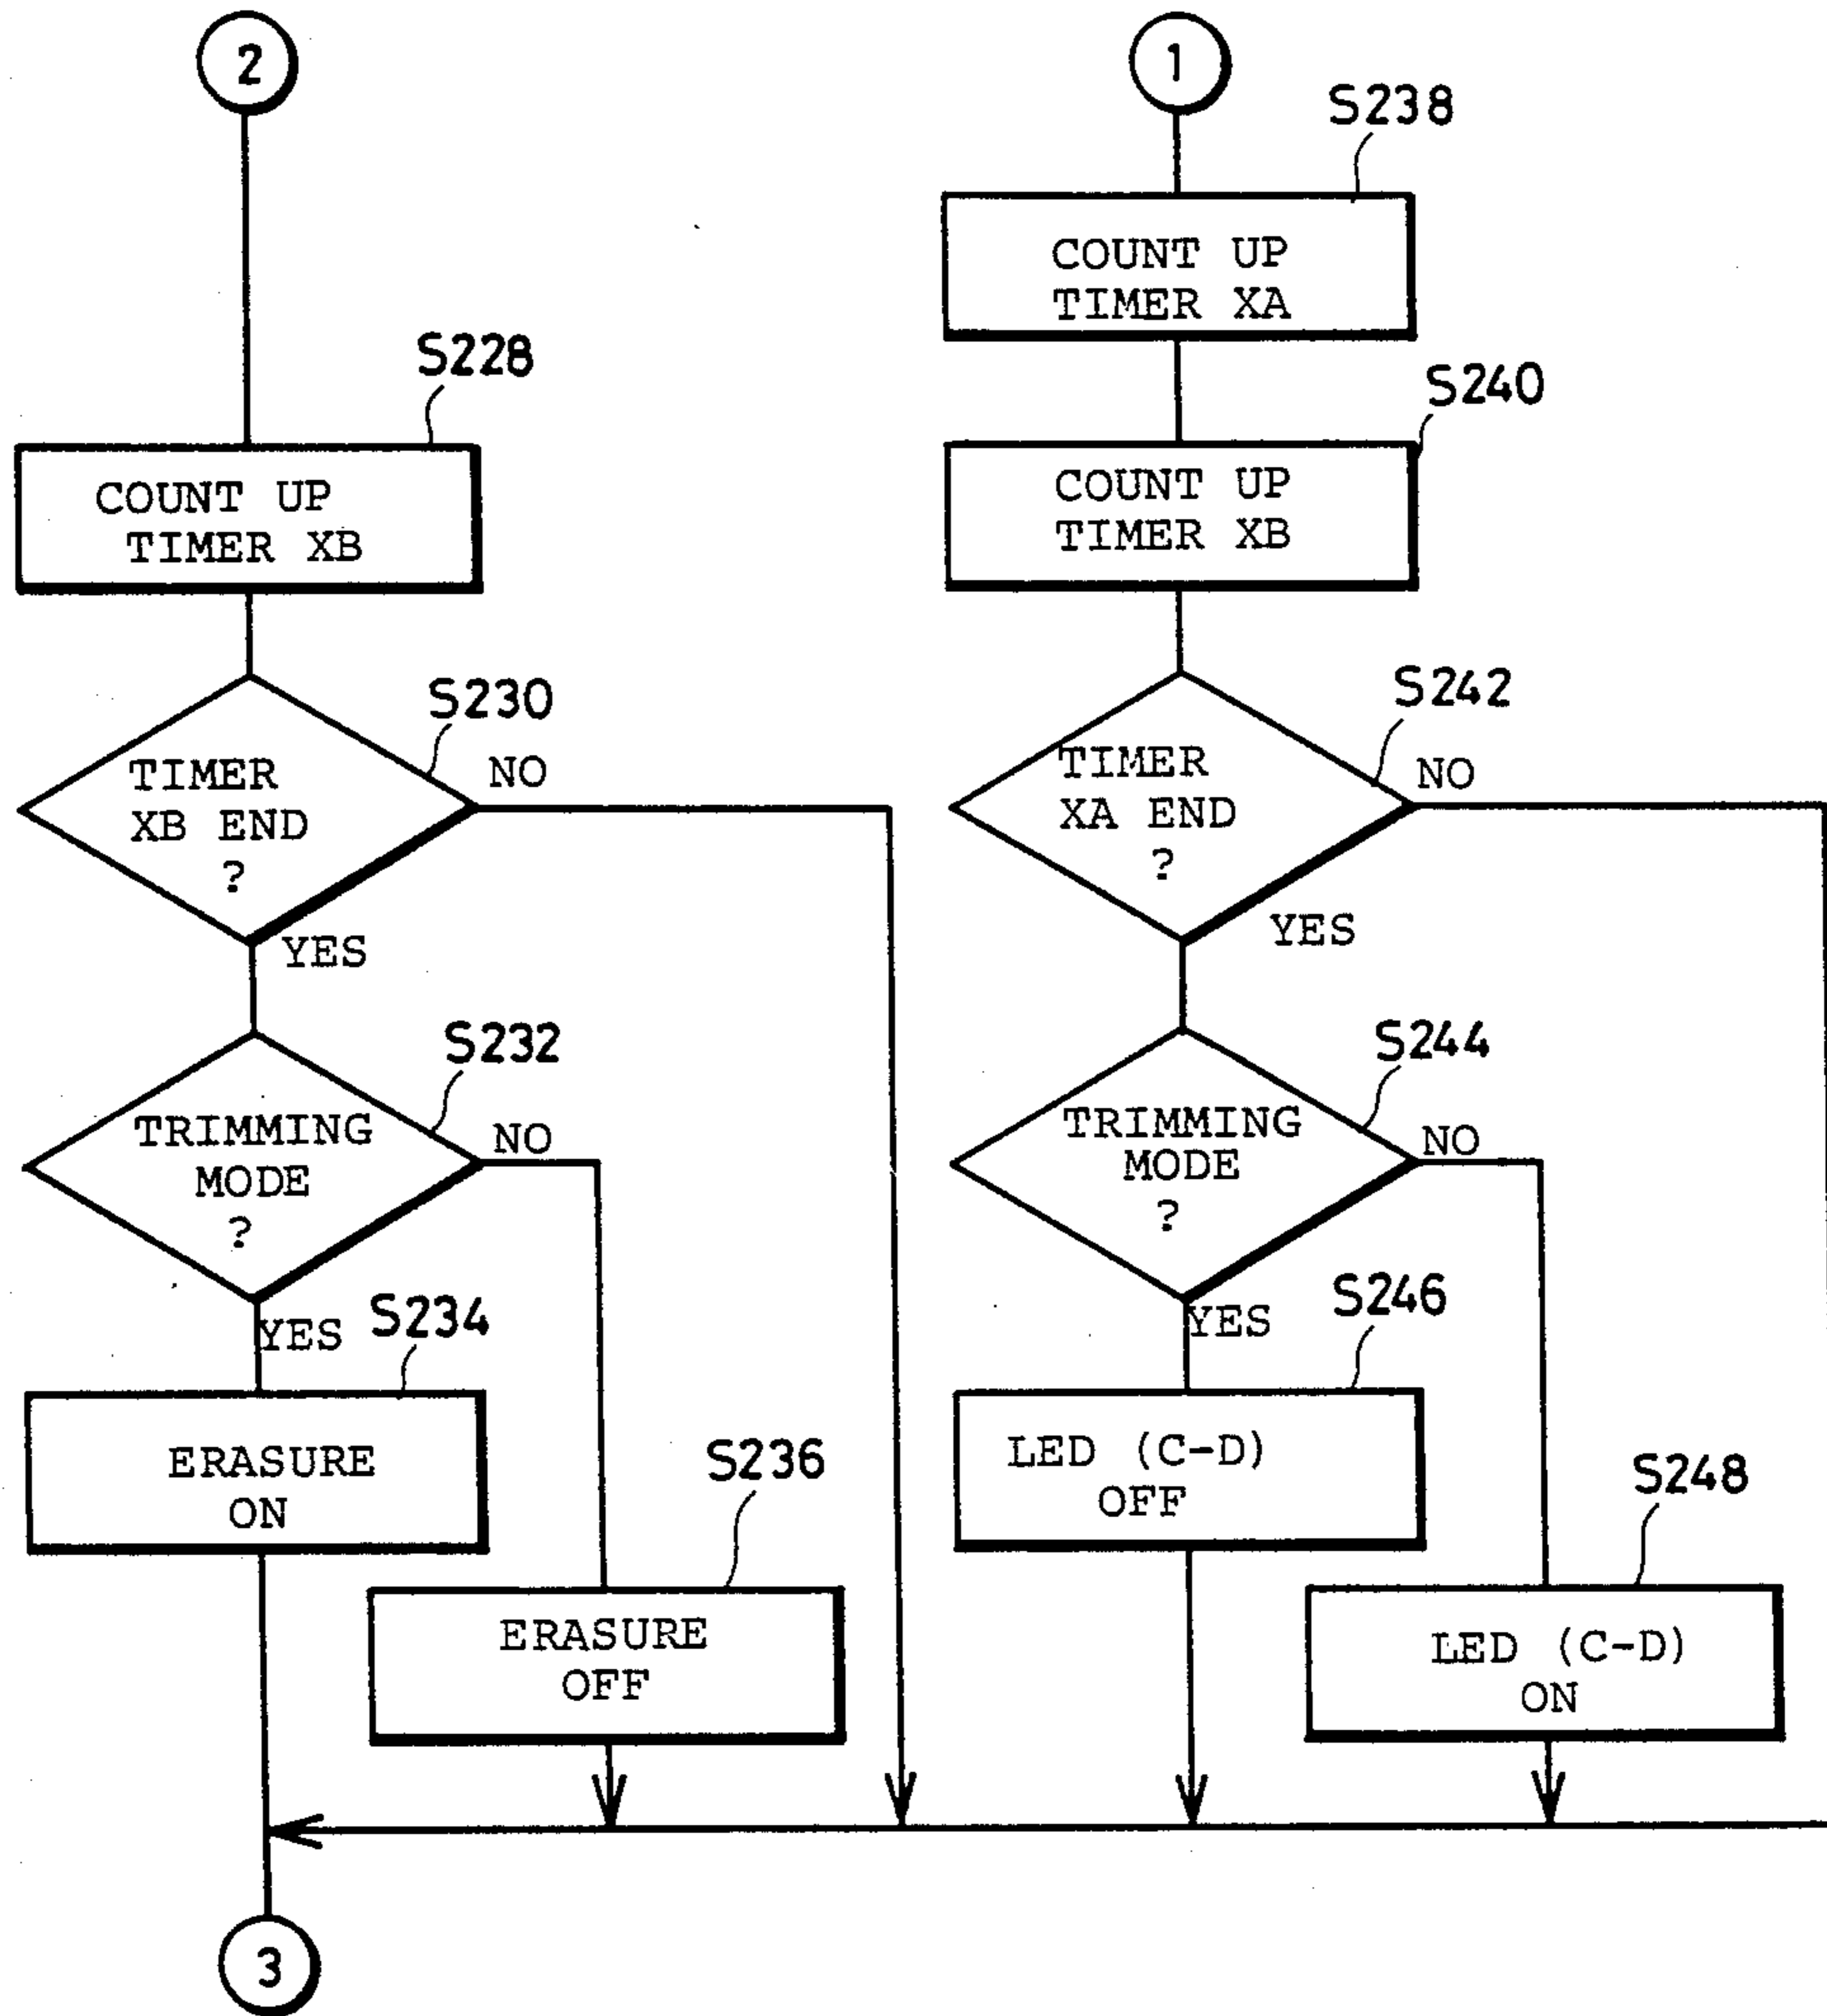 2
S228
COUNT UP
TIMER XB
S230
TIMER
XB END
?
NO
YES
S232
TRIMMING
MODE
?
NO
YES
S234
ERASURE
ON
S236
ERASURE
OFF
3
1
S238
COUNT UP
TIMER XA
S240
COUNT UP
TIMER XB
S242
TIMER
XA END
?
NO
YES
S244
TRIMMING
MODE
?
NO
YES
S246
LED (C-D)
OFF
S248
LED (C-D)
ON